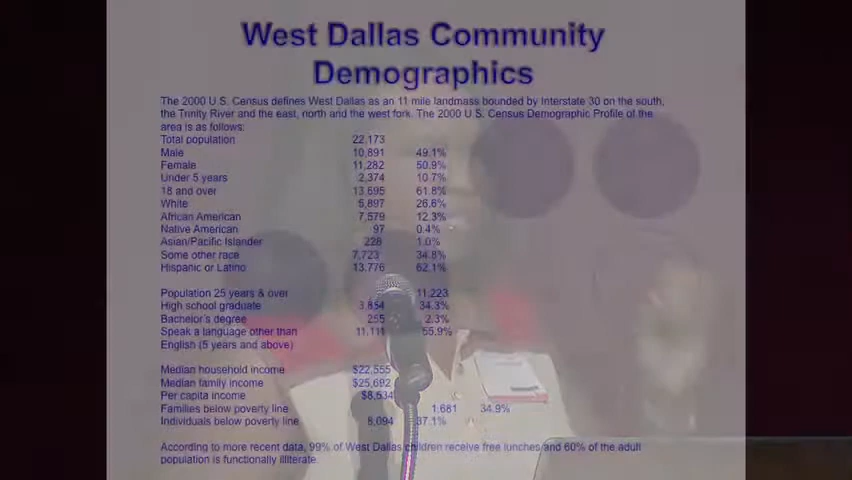 West Dallas Community
Demographics
The 2000 U.S. Census defines West Dallas as an 11 mile landmass bounded by Interstate 30 on the south,
the Trinity River and the east, north and the west fork. The 2000 U.S. Census Demographic Profile of the
area is as follows:
Total population 22,173
Male 10,891 49.1%
Female 11,282 50.9%
Under 5 years 2,374 10.7%
18 and over 13,695 61.8%
White 5,897 26.6%
African American 7,579 12.3%
Native American 97 0.4%
Asian/Pacific Islander 228 1.0%
Some other race 7,723 34.8%
Hispanic or Latino 13,776 62.1%
Population 25 years & over 11,223
High school graduate 3,854 34.3%
Bachelor's degree 255 2.3%
Speak a language other than 11,111 55.9%
English (5 years and above)
Median household income $22,555
Median family income $25,692
Per capita income $8,534
Families below poverty line 1,681 34.9%
Individuals below poverty line 8,094 37.1%
According to more recent data, 99% of West Dallas children receive free lunches and 60% of the adult
population is functionally illiterate.